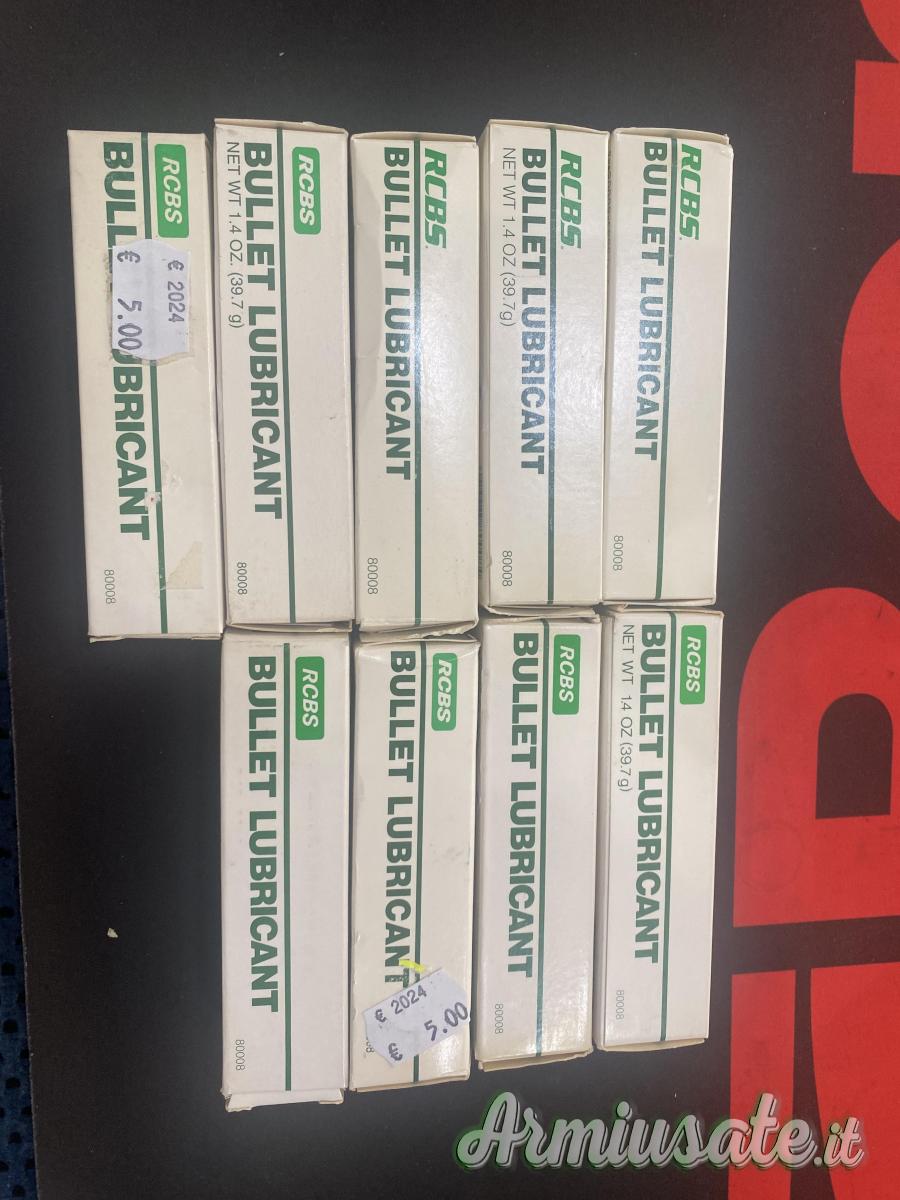 RCBS
BULLET LUBRICANT
€ 2024
€ 5.00
80008
RCBS
BULLET LUBRICANT
NET WT 1.4 OZ. (39.7g)
80008
RCBS
BULLET LUBRICANT
80008
RCBS
BULLET LUBRICANT
NET WT 1.4 OZ (39.7g)
80008
RCBS
BULLET LUBRICANT
80008
RCBS
BULLET LUBRICANT
80008
RCBS
BULLET LUBRICANT
€ 2024
€ 5.00
RCBS
BULLET LUBRICANT
80008
RCBS
BULLET LUBRICANT
NET WT 1.4 OZ (39.7g)
80008
Armiusate.it